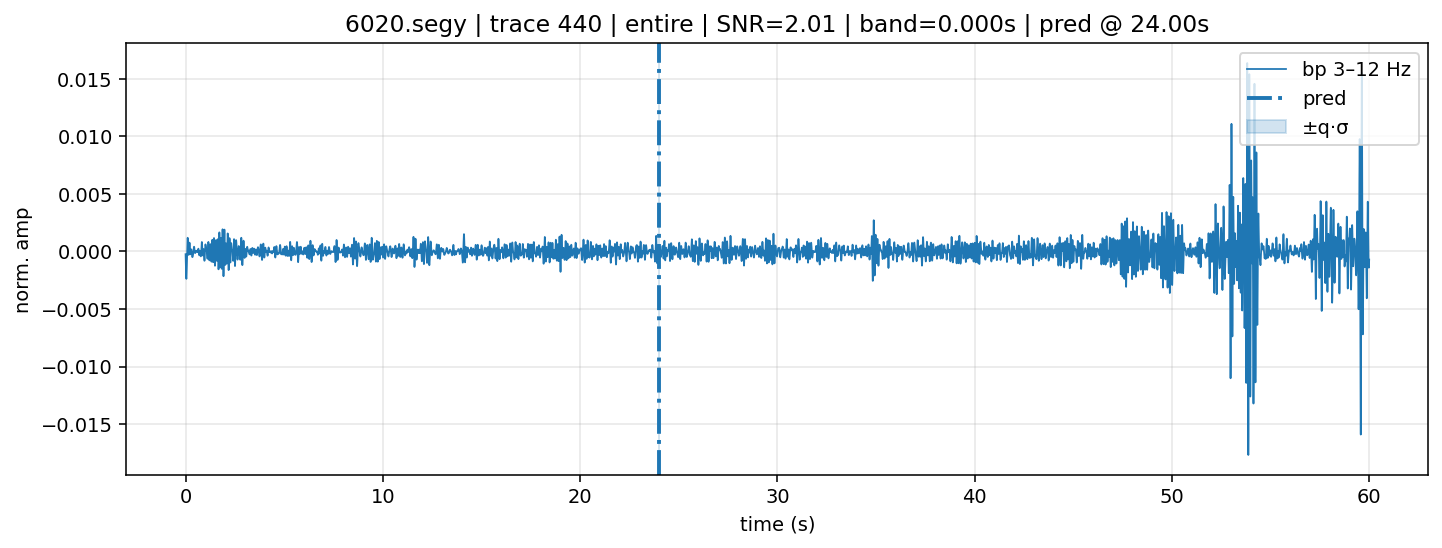 6020.segy | trace 440 | entire | SNR=2.01 | band=0.000s | pred @ 24.00s
bp 3–12 Hz
pred
±q·σ
norm. amp
0.015
0.010
0.005
0.000
−0.005
−0.010
−0.015
0 10 20 30 40 50 60
time (s)